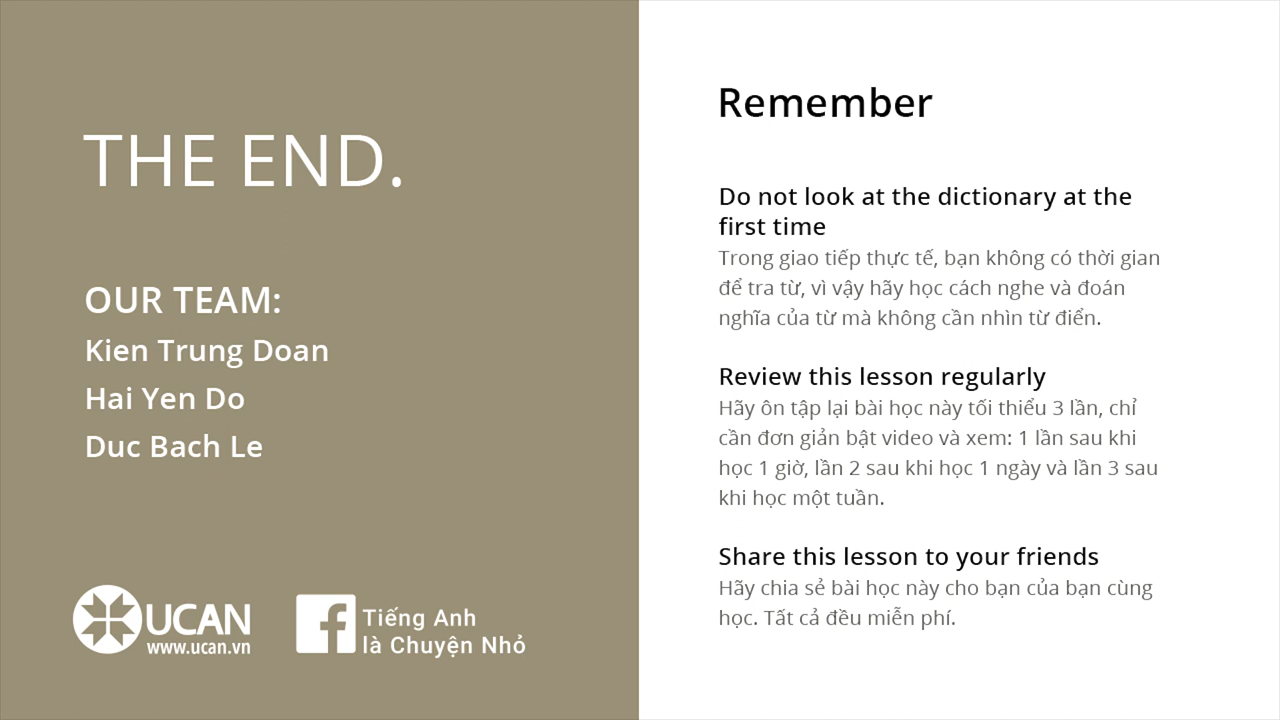 THE END.
OUR TEAM:
Kien Trung Doan
Hai Yen Do
Duc Bach Le
UCAN
www.ucan.vn
Tiếng Anh
là Chuyện Nhỏ
Remember
Do not look at the dictionary at the
first time
Trong giao tiếp thực tế, bạn không có thời gian
để tra từ, vì vậy hãy học cách nghe và đoán
nghĩa của từ mà không cần nhìn từ điển.
Review this lesson regularly
Hãy ôn tập lại bài học này tối thiểu 3 lần, chỉ
cần đơn giản bật video và xem: 1 lần sau khi
học 1 giờ, lần 2 sau khi học 1 ngày và lần 3 sau
khi học một tuần.
Share this lesson to your friends
Hãy chia sẻ bài học này cho bạn của bạn cùng
học. Tất cả đều miễn phí.